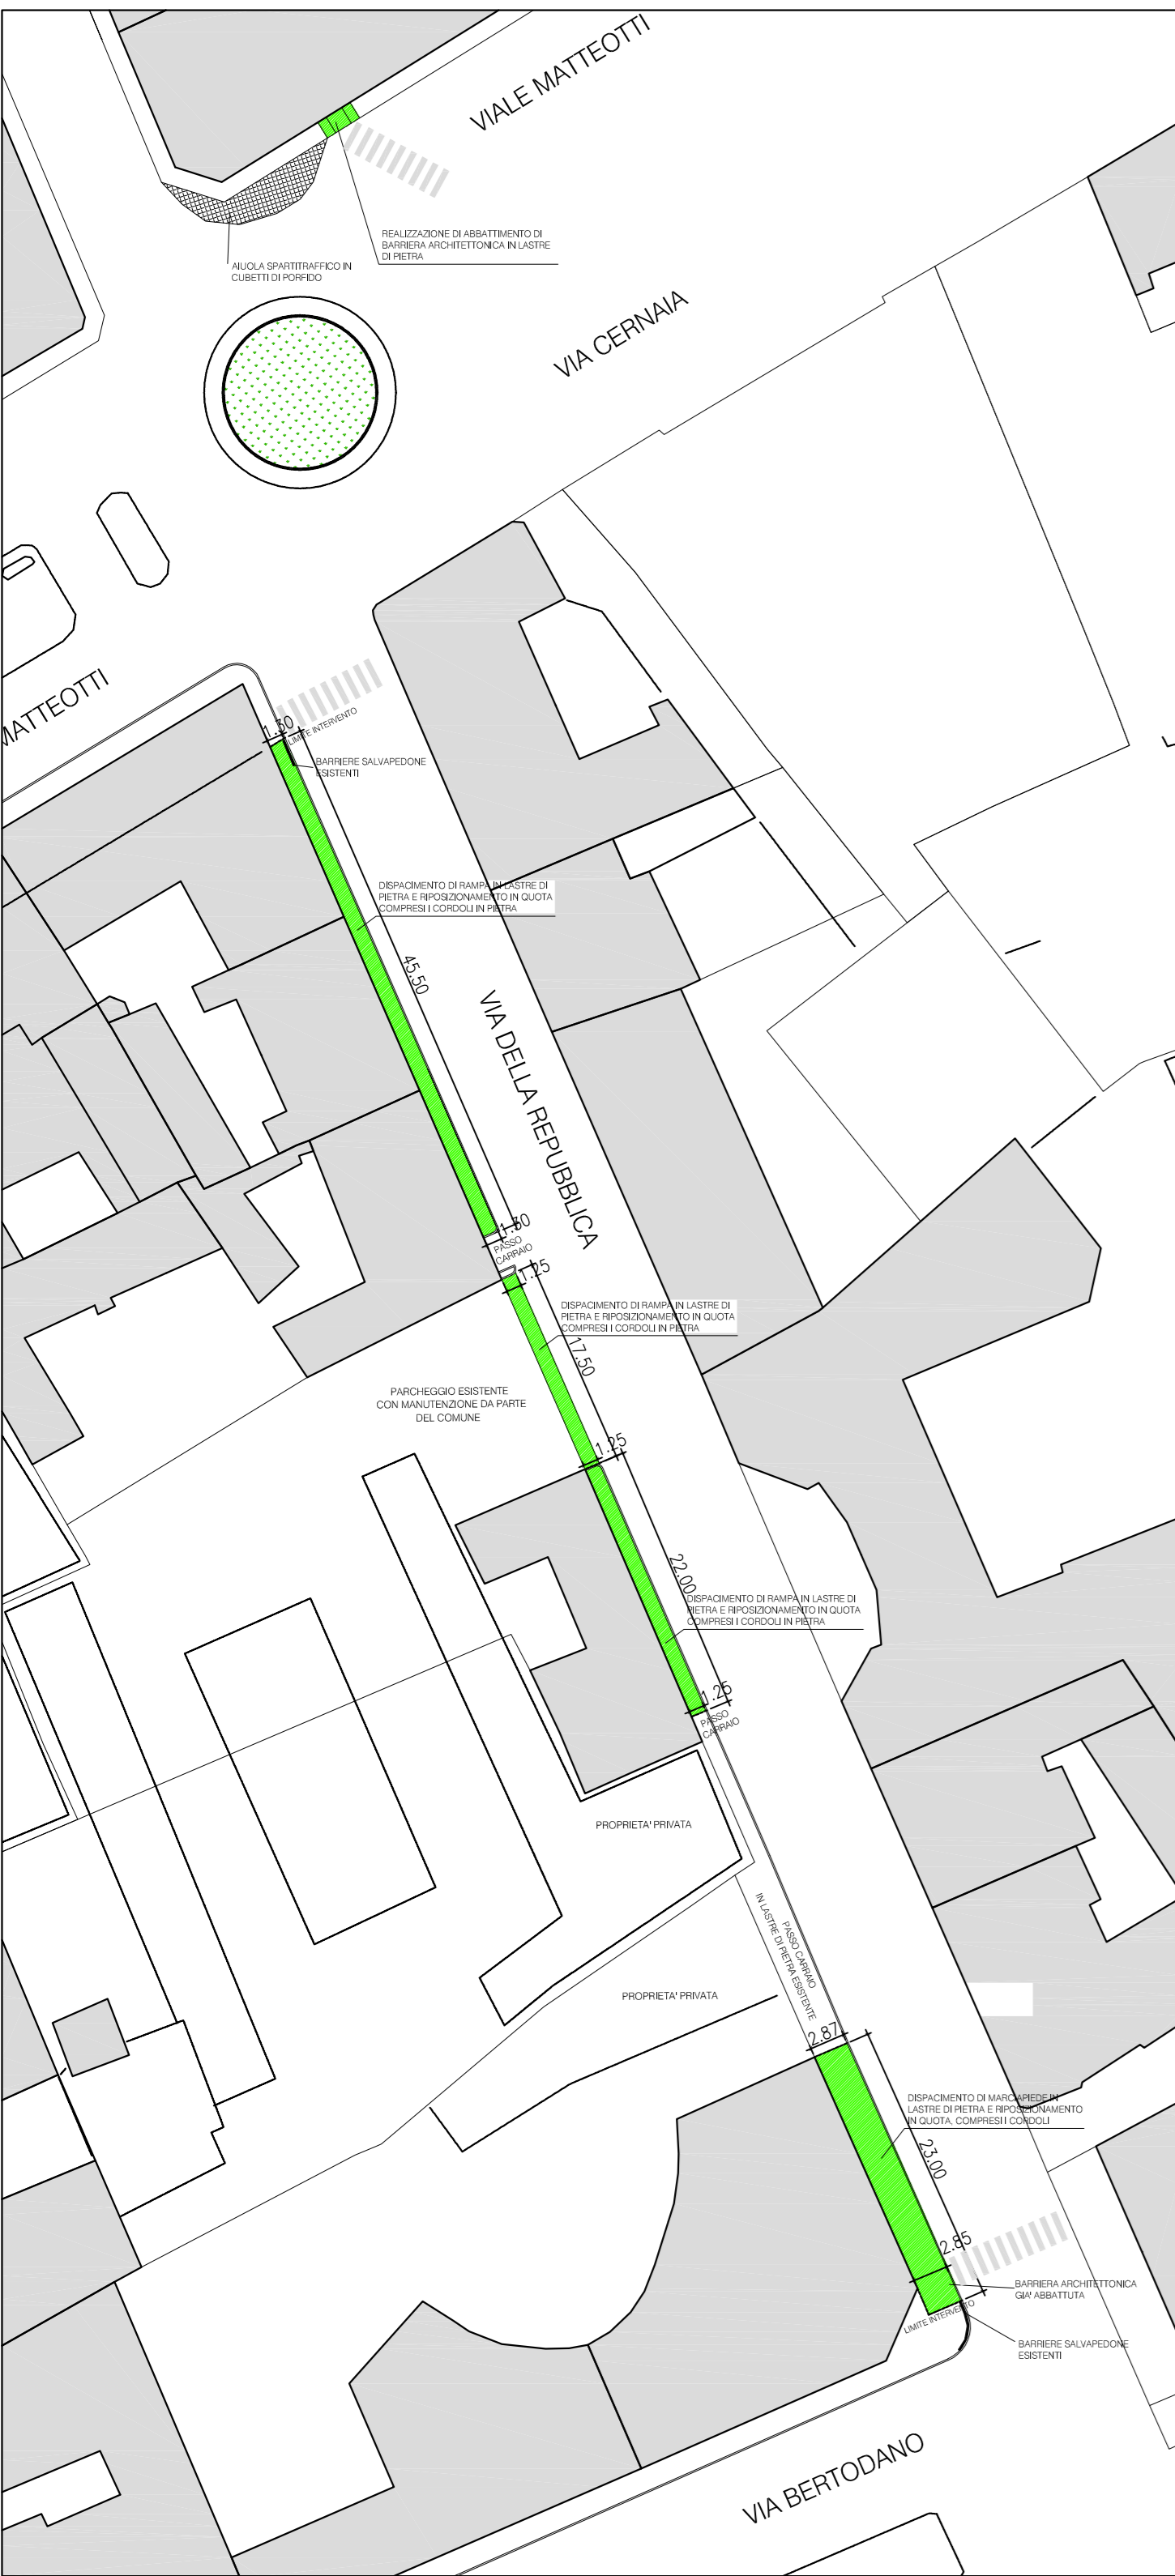 VIALE MATTEOTTI
REALIZZAZIONE DI ABBATTIMENTO DI
BARRIERA ARCHITETTONICA IN LASTRE
DI PIETRA
AIUOLA SPARTITRAFFICO IN
CUBETTI DI PORFIDO
VIA CERNAIA
MATTEOTTI
1.30
LIMITE INTERVENTO
BARRIERE SALVAPEDONE
ESISTENTI
DISPACIMENTO DI RAMPA IN LASTRE DI
PIETRA E RIPOSIZIONAMENTO IN QUOTA
COMPRESI I CORDOLI IN PIETRA
45.50
VIA DELLA REPUBBLICA
1.30
PASSO
CARRAIO
1.25
DISPACIMENTO DI RAMPA IN LASTRE DI
PIETRA E RIPOSIZIONAMENTO IN QUOTA
COMPRESI I CORDOLI IN PIETRA
17.50
PARCHEGGIO ESISTENTE
CON MANUTENZIONE DA PARTE
DEL COMUNE
1.25
22.00
DISPACIMENTO DI RAMPA IN LASTRE DI
PIETRA E RIPOSIZIONAMENTO IN QUOTA
COMPRESI I CORDOLI IN PIETRA
1.25
PASSO
CARRAIO
PROPRIETA' PRIVATA
PASSO CARRAIO
IN LASTRE DI PIETRA ESISTENTE
PROPRIETA' PRIVATA
2.87
DISPACIMENTO DI MARCIAPIEDE IN
LASTRE DI PIETRA E RIPOSIZIONAMENTO
IN QUOTA, COMPRESI I CORDOLI
23.00
2.85
BARRIERA ARCHITETTONICA
GIA' ABBATTUTA
LIMITE INTERVENTO
BARRIERE SALVAPEDONE
ESISTENTI
VIA BERTODANO